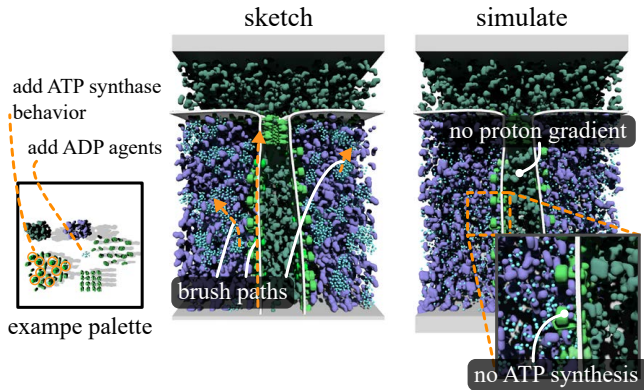 sketch
simulate
add ATP synthase
behavior
add ADP agents
no proton gradient
brush paths
exampe palette
no ATP synthesis